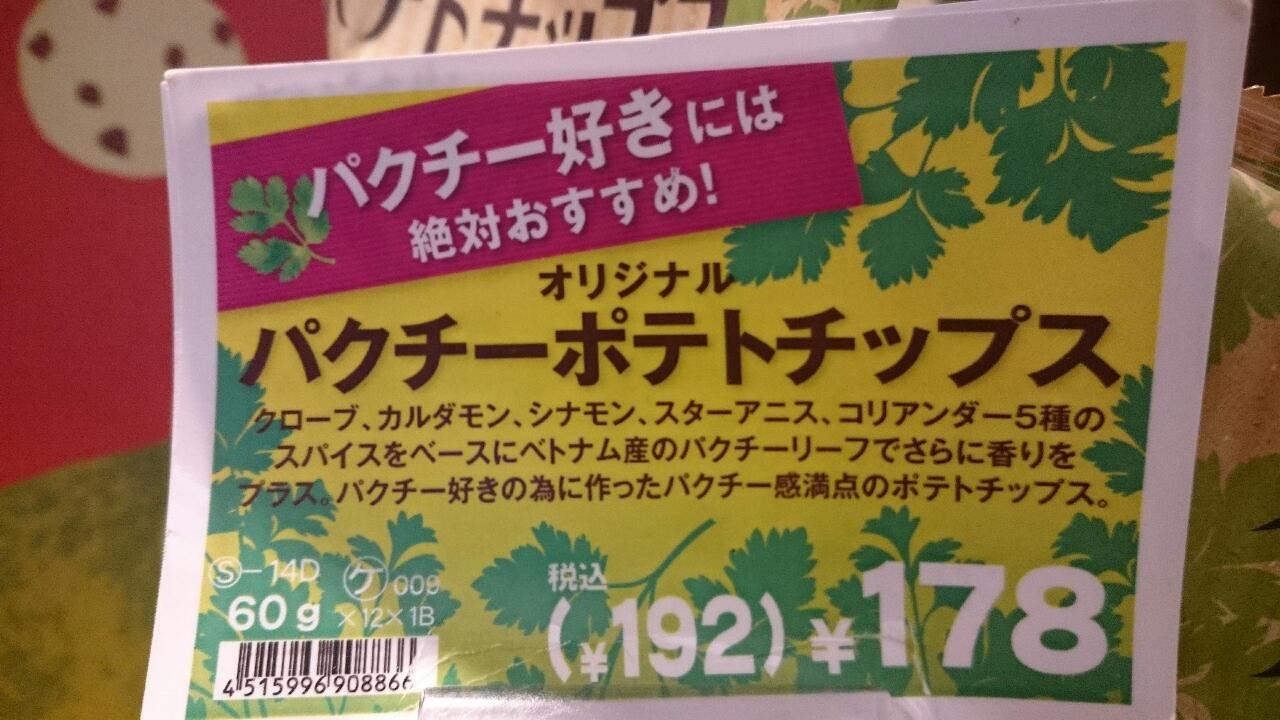 パクチー好きには
絶対おすすめ!
オリジナル
パクチーポテトチップス
クローブ、カルダモン、シナモン、スターアニス、コリアンダー5種の
スパイスをベースにベトナム産のパクチーリーフでさらに香りを
プラス。パクチー好きの為に作ったパクチー感満点のポテトチップス。
Ⓢ-14D ㋘009
60g ×12×1B
税込
(¥192) ¥178
4515996908866